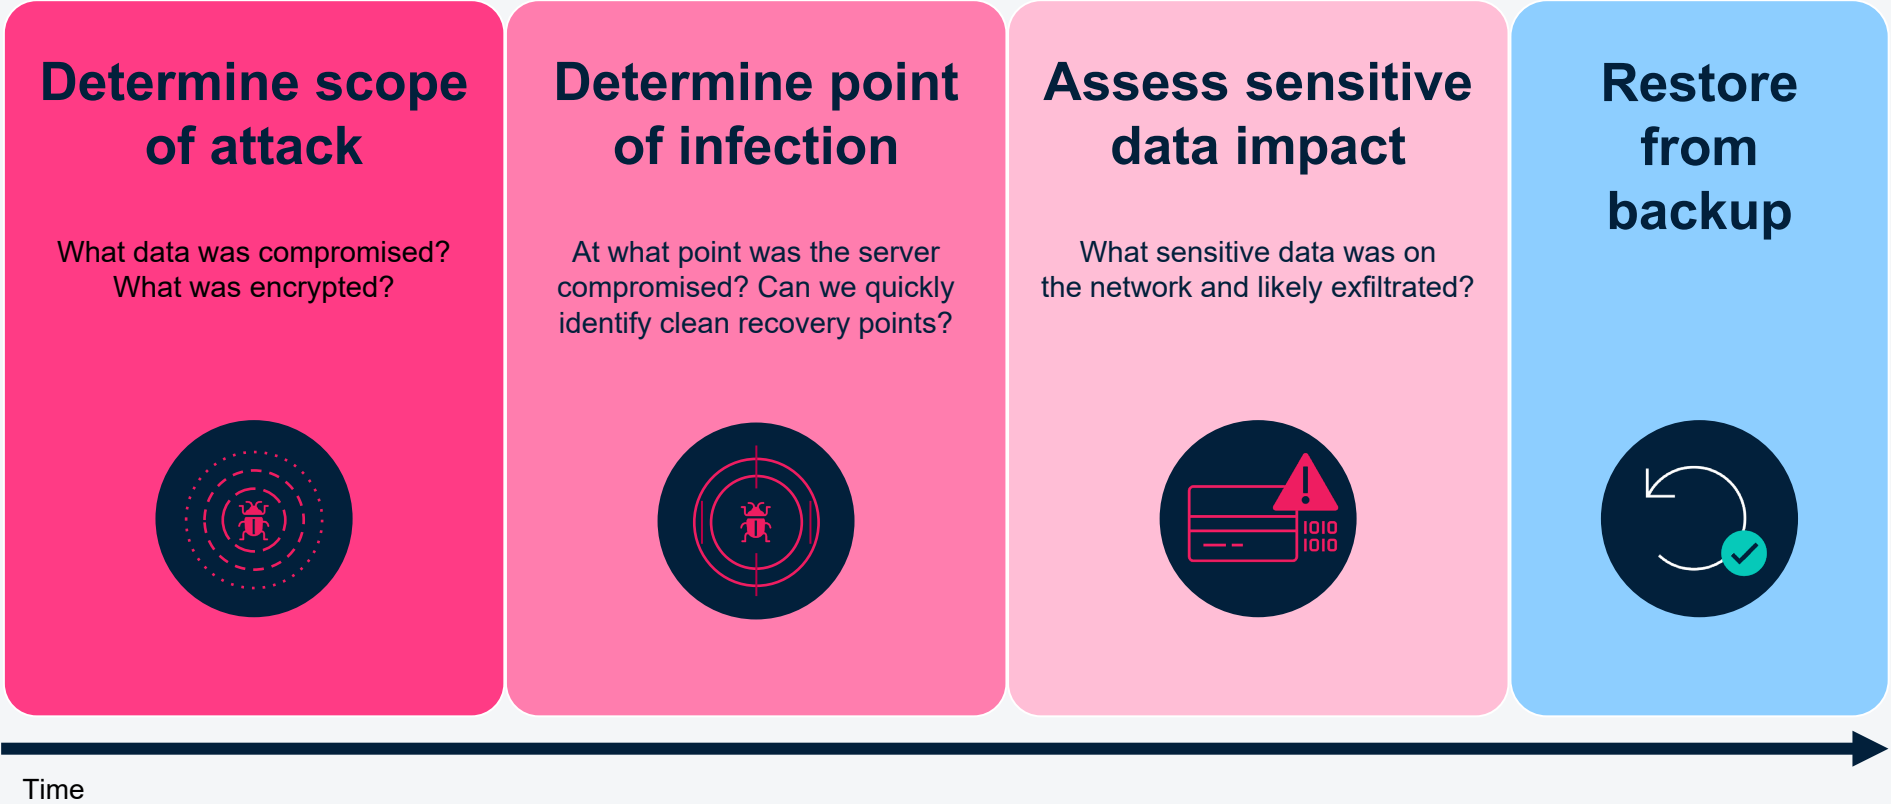 Determine scope
of attack
What data was compromised?
What was encrypted?
Determine point
of infection
At what point was the server
compromised? Can we quickly
identify clean recovery points?
Assess sensitive
data impact
What sensitive data was on
the network and likely exfiltrated?
IOIO
IOIO
Restore
from
backup
Time